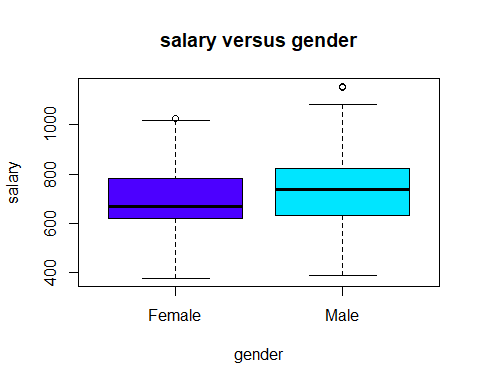 salary versus gender
salary
1000
800
600
400
Female Male
gender